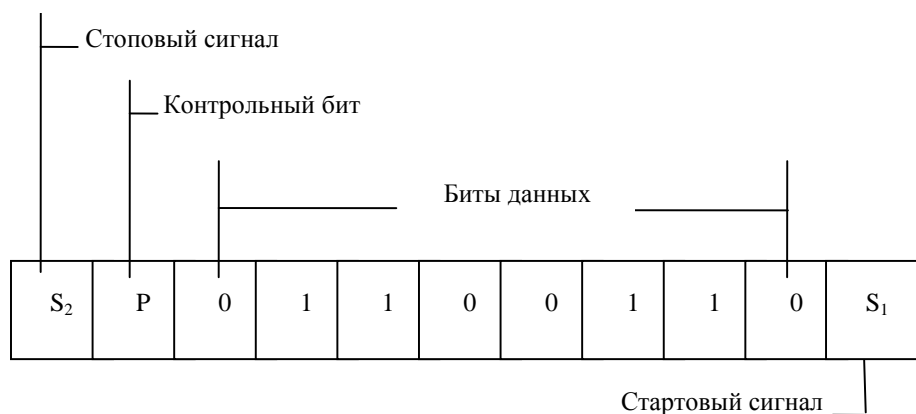 Стоповый сигнал
Контрольный бит
Биты данных
S₂ P 0 1 1 0 0 1 1 0 S₁
Стартовый сигнал